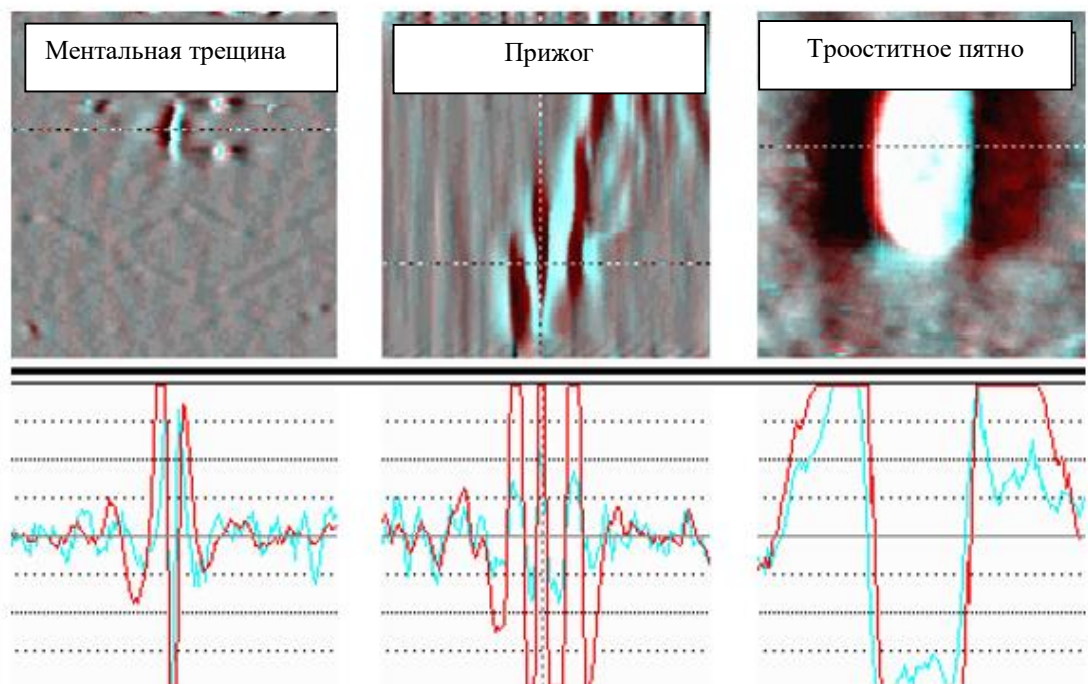 Ментальная трещина
Прижог
Трооститное пятно